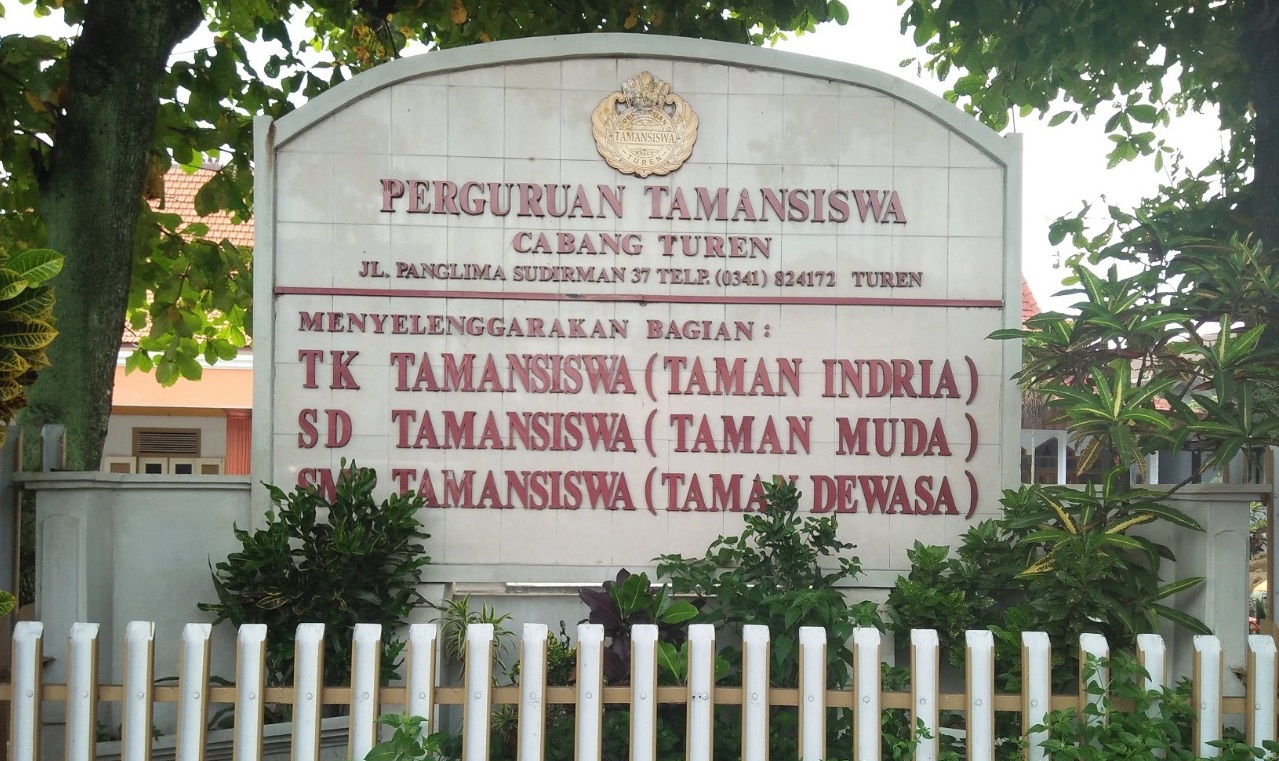 TAMANSISWA
TUREN
PERGURUAN TAMANSISWA
CABANG TUREN
JL. PANGLIMA SUDIRMAN 37 TELP. (0341) 824172 TUREN
MENYELENGGARAKAN BAGIAN :
TK TAMANSISWA ( TAMAN INDRIA )
SD TAMANSISWA ( TAMAN MUDA )
TAMANSISWA ( TAMAN DEWASA )